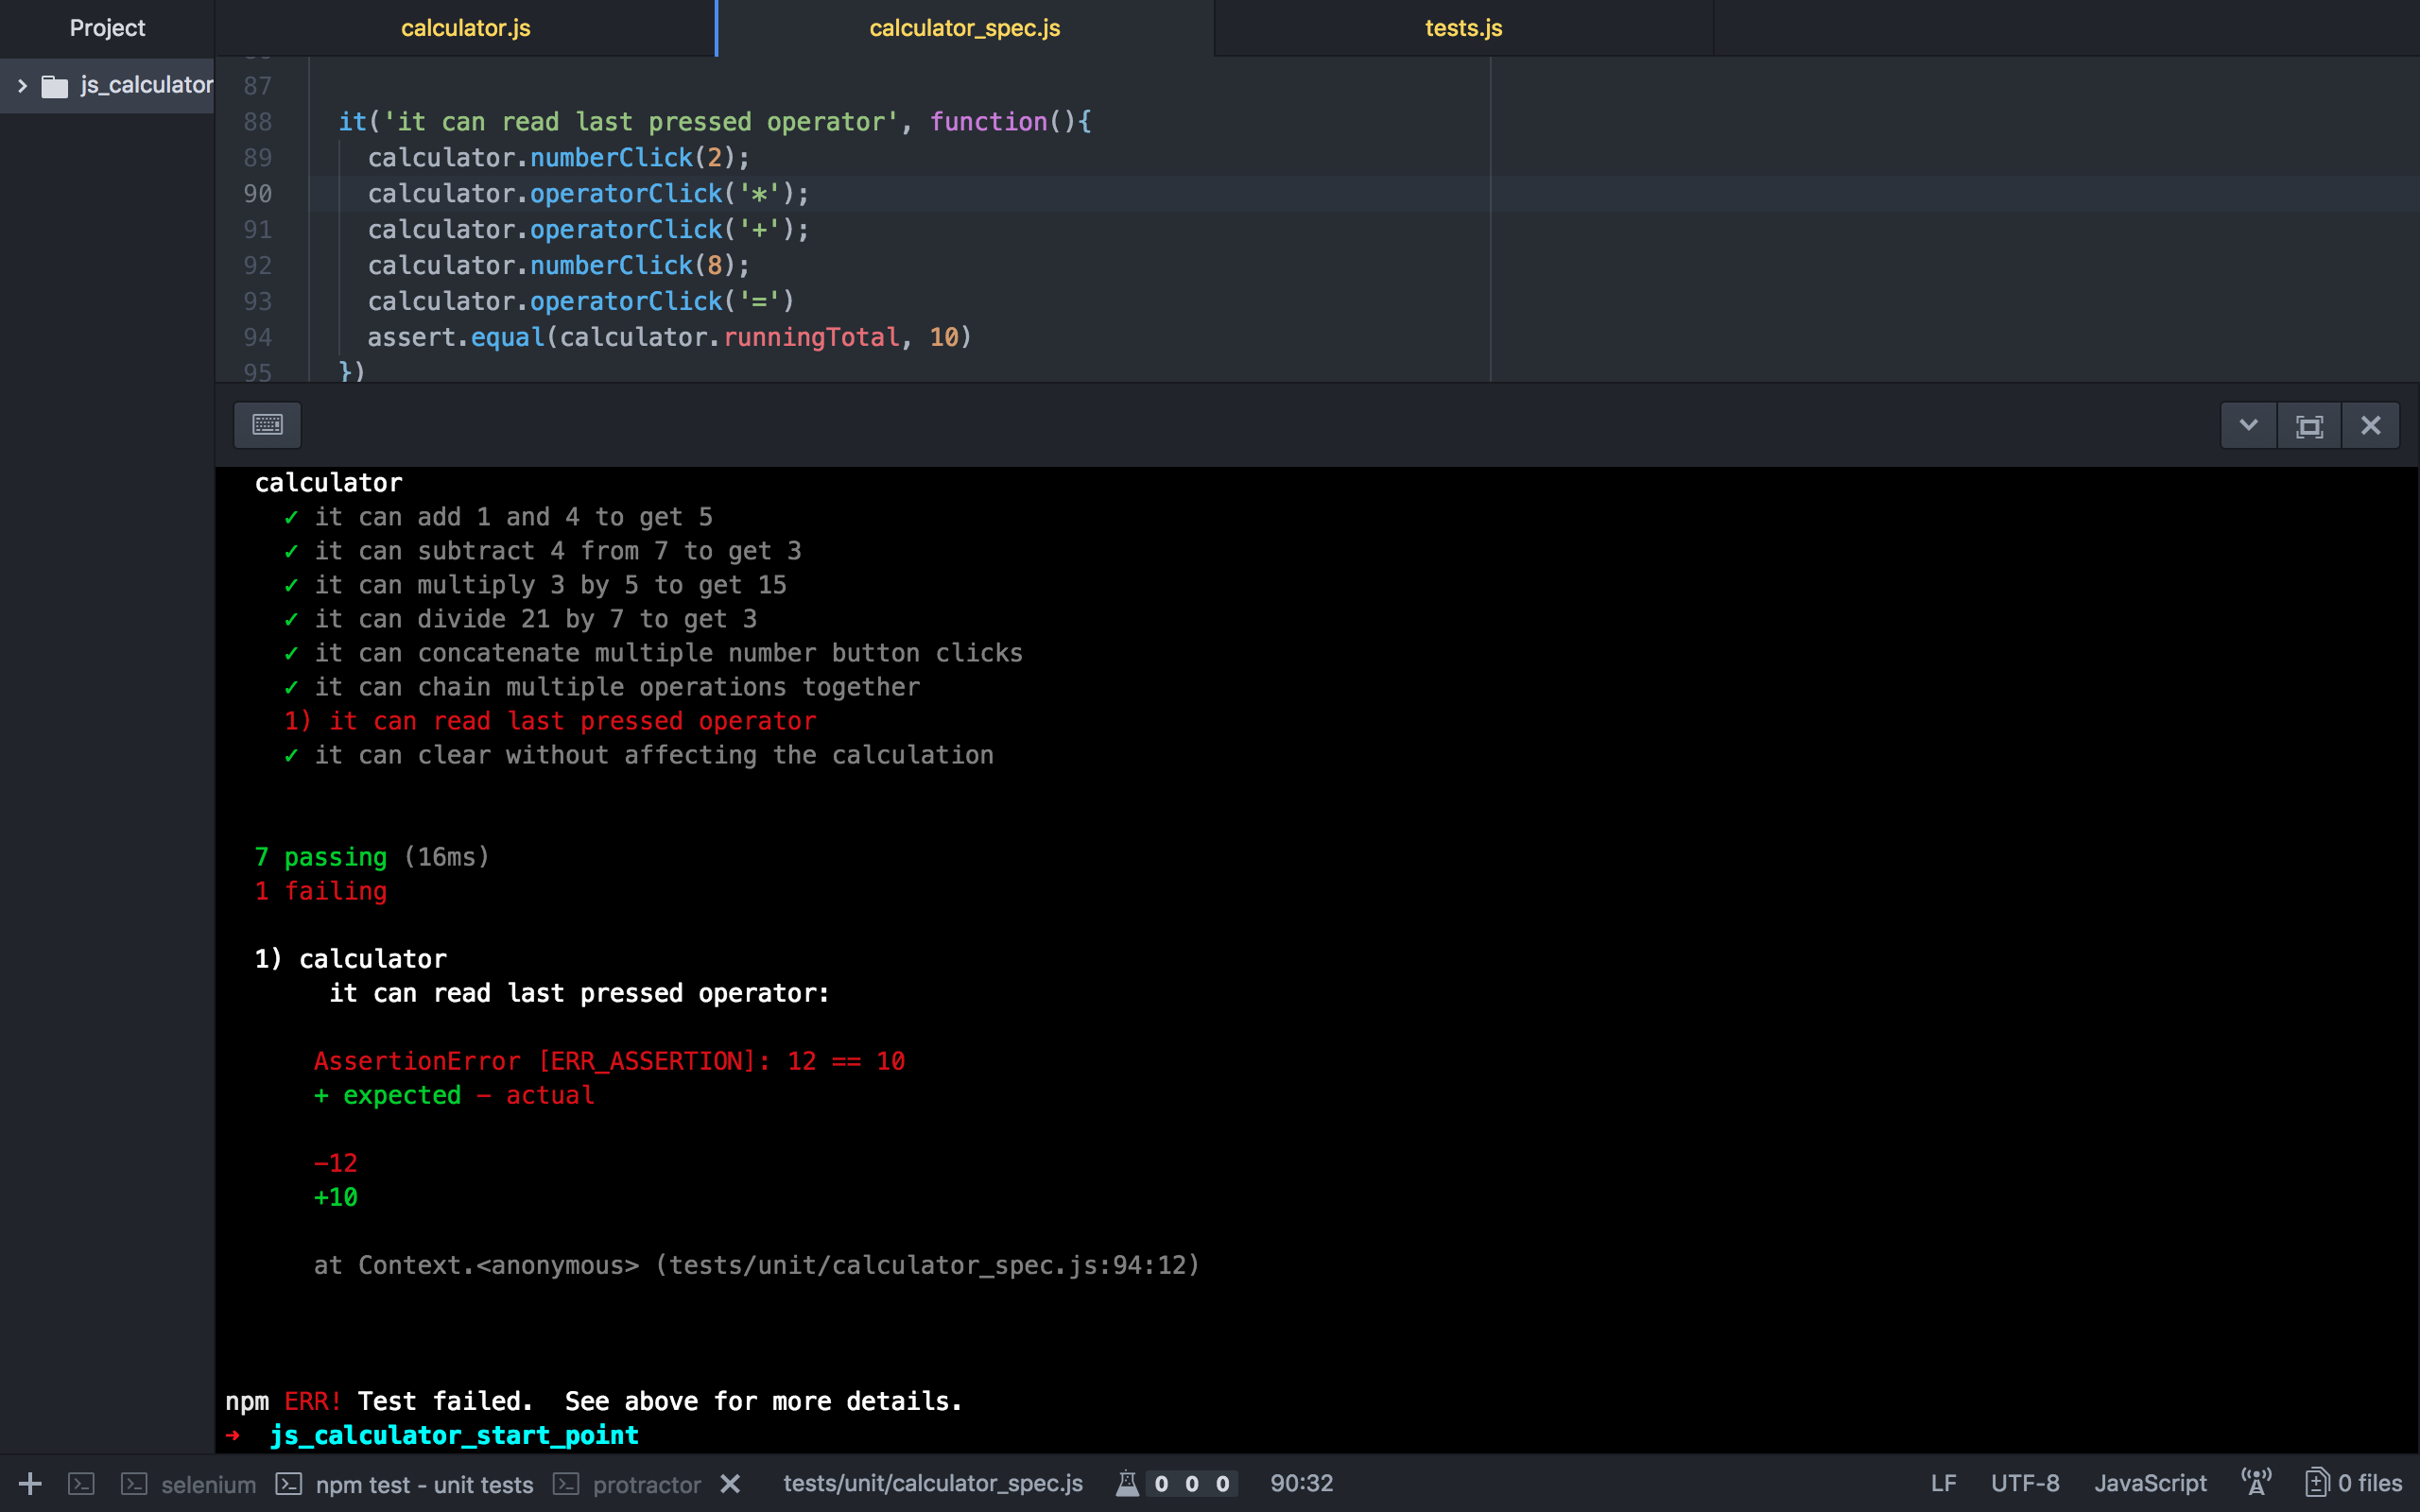 Project
calculator.js
calculator_spec.js
tests.js
js_calculator
87
88 it('it can read last pressed operator', function(){
89 calculator.numberClick(2);
90 calculator.operatorClick('*');
91 calculator.operatorClick('+');
92 calculator.numberClick(8);
93 calculator.operatorClick('=')
94 assert.equal(calculator.runningTotal, 10)
95 })
calculator
✓ it can add 1 and 4 to get 5
✓ it can subtract 4 from 7 to get 3
✓ it can multiply 3 by 5 to get 15
✓ it can divide 21 by 7 to get 3
✓ it can concatenate multiple number button clicks
✓ it can chain multiple operations together
1) it can read last pressed operator
✓ it can clear without affecting the calculation
7 passing (16ms)
1 failing
1) calculator
it can read last pressed operator:
AssertionError [ERR_ASSERTION]: 12 == 10
+ expected - actual
-12
+10
at Context.<anonymous> (tests/unit/calculator_spec.js:94:12)
npm ERR! Test failed.  See above for more details.
➜ js_calculator_start_point
selenium
npm test - unit tests
protractor
tests/unit/calculator_spec.js
0 0 0
90:32
LF
UTF-8
JavaScript
0 files